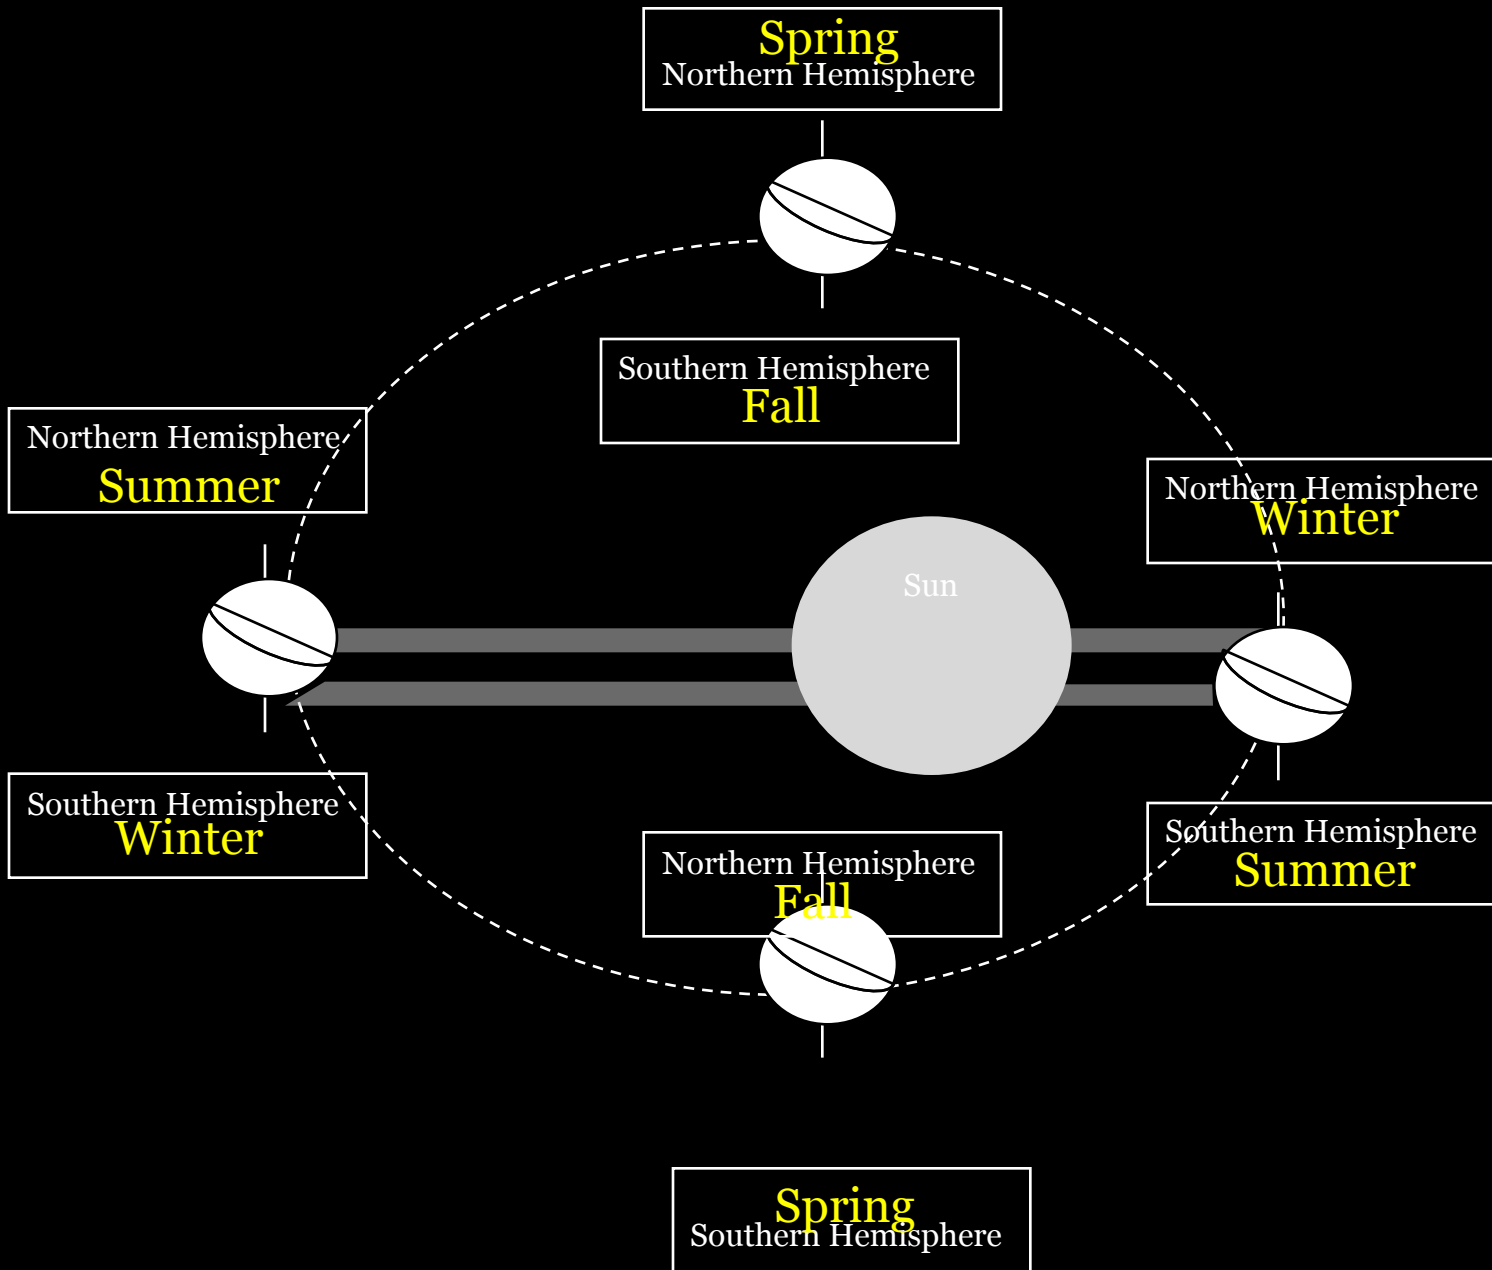 Spring
Northern Hemisphere
Southern Hemisphere
Fall
Northern Hemisphere
Summer
Northern Hemisphere
Winter
Sun
Southern Hemisphere
Winter
Northern Hemisphere
Fall
Southern Hemisphere
Summer
Spring
Southern Hemisphere